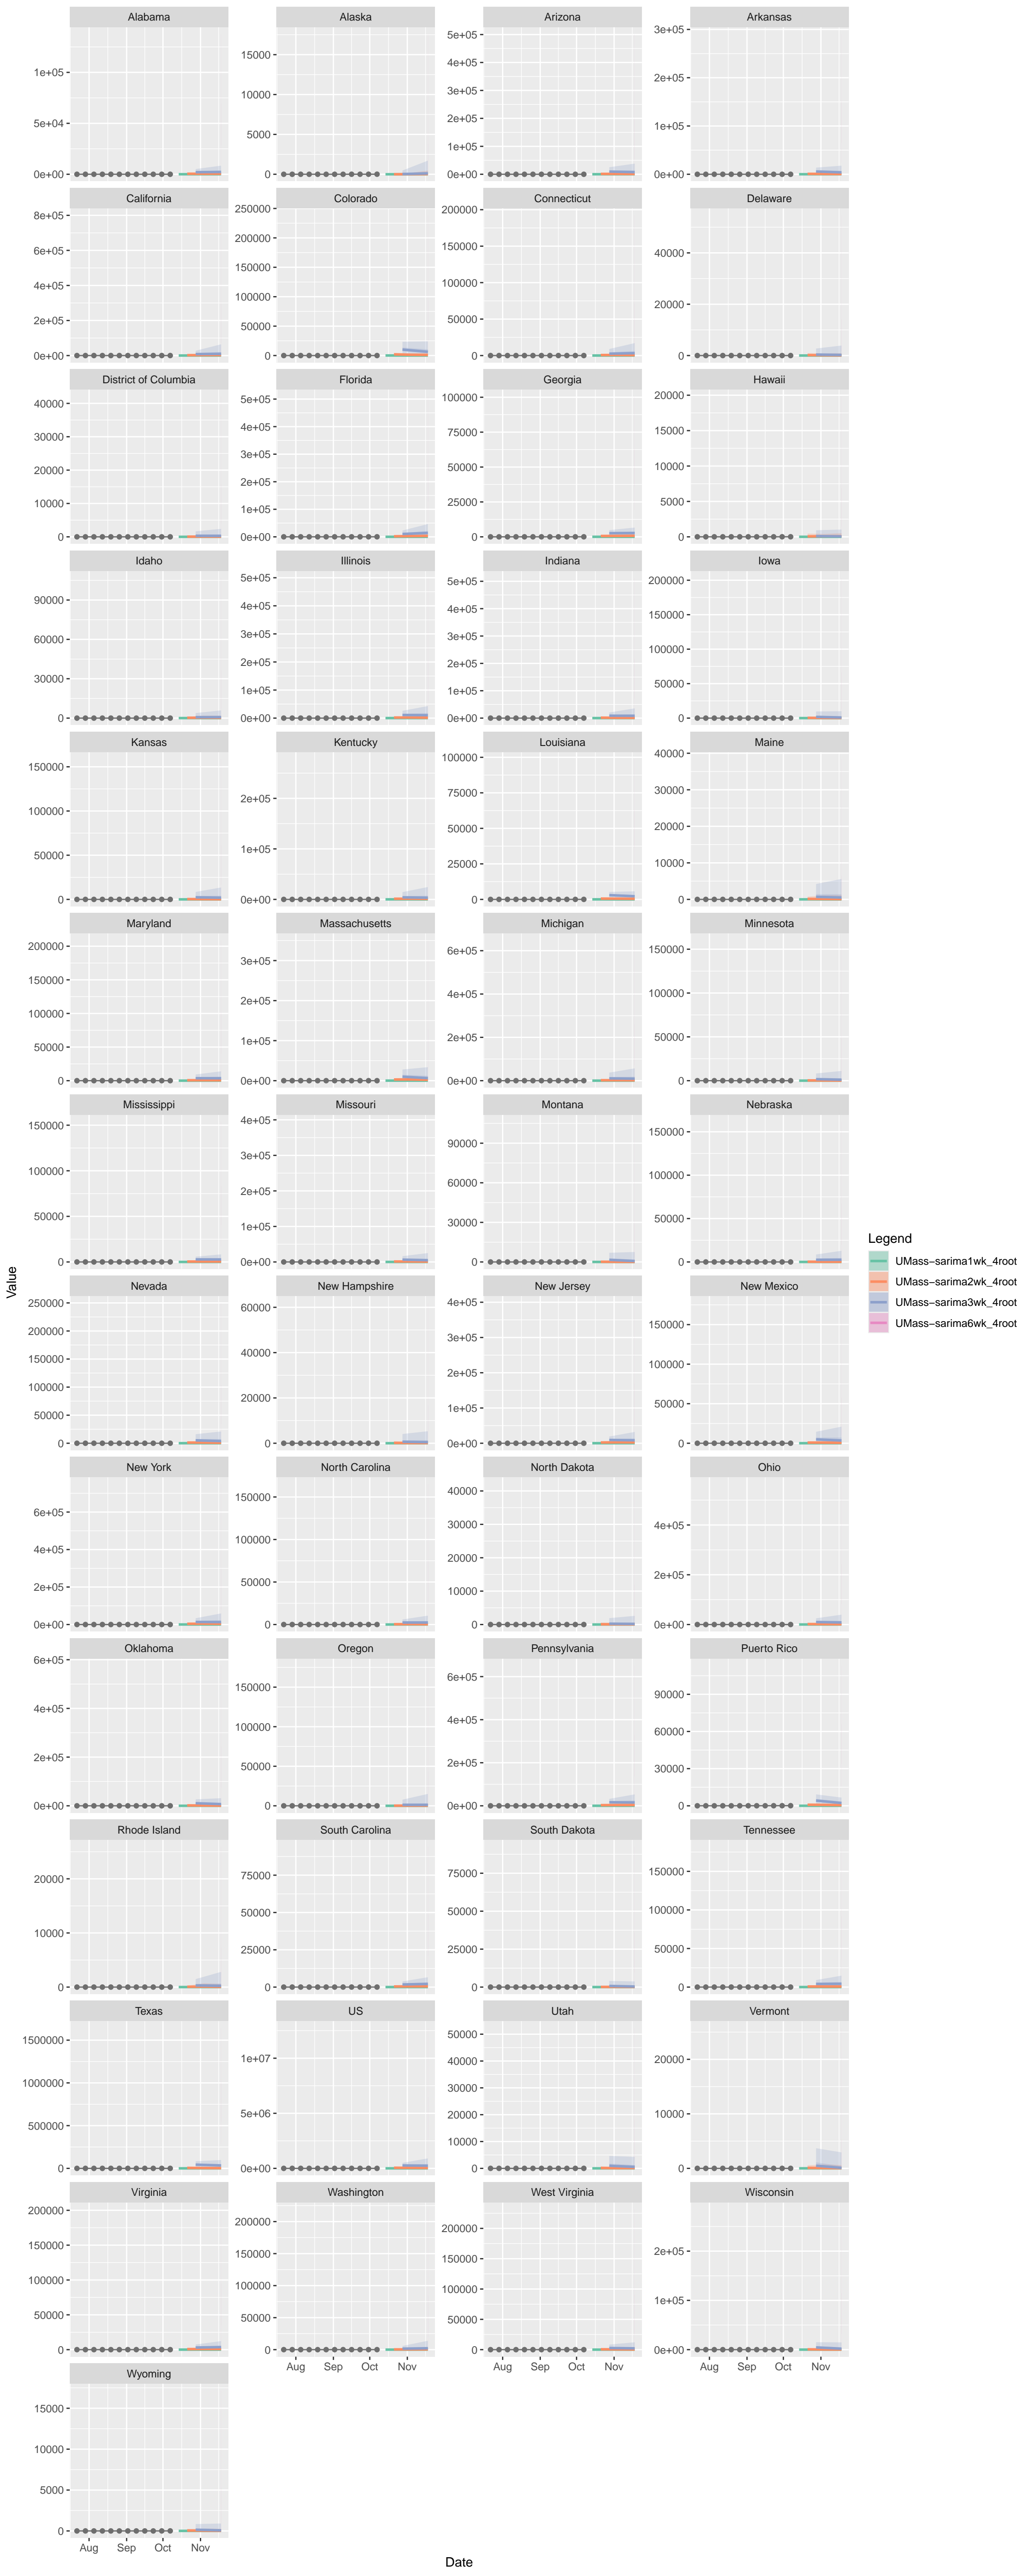 Alabama
Alaska
Arizona
Arkansas
1e+05
5e+04
0e+00
15000
10000
5000
0
5e+05
4e+05
3e+05
2e+05
1e+05
0e+00
3e+05
2e+05
1e+05
0e+00
California
Colorado
Connecticut
Delaware
8e+05
6e+05
4e+05
2e+05
0e+00
250000
200000
150000
100000
50000
0
200000
150000
100000
50000
0
40000
20000
0
District of Columbia
Florida
Georgia
Hawaii
40000
30000
20000
10000
0
5e+05
4e+05
3e+05
2e+05
1e+05
0e+00
100000
75000
50000
25000
0
20000
15000
10000
5000
0
Idaho
Illinois
Indiana
Iowa
90000
60000
30000
0
5e+05
4e+05
3e+05
2e+05
1e+05
0e+00
5e+05
4e+05
3e+05
2e+05
1e+05
0e+00
200000
150000
100000
50000
0
Kansas
Kentucky
Louisiana
Maine
150000
100000
50000
0
2e+05
1e+05
0e+00
100000
75000
50000
25000
0
40000
30000
20000
10000
0
Maryland
Massachusetts
Michigan
Minnesota
200000
150000
100000
50000
0
3e+05
2e+05
1e+05
0e+00
6e+05
4e+05
2e+05
0e+00
150000
100000
50000
0
Mississippi
Missouri
Montana
Nebraska
150000
100000
50000
0
4e+05
3e+05
2e+05
1e+05
0e+00
90000
60000
30000
0
150000
100000
50000
0
Nevada
New Hampshire
New Jersey
New Mexico
250000
200000
150000
100000
50000
0
60000
40000
20000
0
4e+05
3e+05
2e+05
1e+05
0e+00
150000
100000
50000
0
New York
North Carolina
North Dakota
Ohio
6e+05
4e+05
2e+05
0e+00
150000
100000
50000
0
40000
30000
20000
10000
0
4e+05
2e+05
0e+00
Oklahoma
Oregon
Pennsylvania
Puerto Rico
6e+05
4e+05
2e+05
0e+00
150000
100000
50000
0
6e+05
4e+05
2e+05
0e+00
90000
60000
30000
0
Rhode Island
South Carolina
South Dakota
Tennessee
20000
10000
0
75000
50000
25000
0
75000
50000
25000
0
150000
100000
50000
0
Texas
US
Utah
Vermont
1500000
1000000
500000
0
1e+07
5e+06
0e+00
50000
40000
30000
20000
10000
0
20000
10000
0
Virginia
Washington
West Virginia
Wisconsin
200000
150000
100000
50000
0
200000
150000
100000
50000
0
200000
150000
100000
50000
0
2e+05
1e+05
0e+00
Aug Sep Oct Nov
Aug Sep Oct Nov
Aug Sep Oct Nov
Wyoming
15000
10000
5000
0
Aug Sep Oct Nov
Date
Value
Legend
UMass−sarima1wk_4root
UMass−sarima2wk_4root
UMass−sarima3wk_4root
UMass−sarima6wk_4root